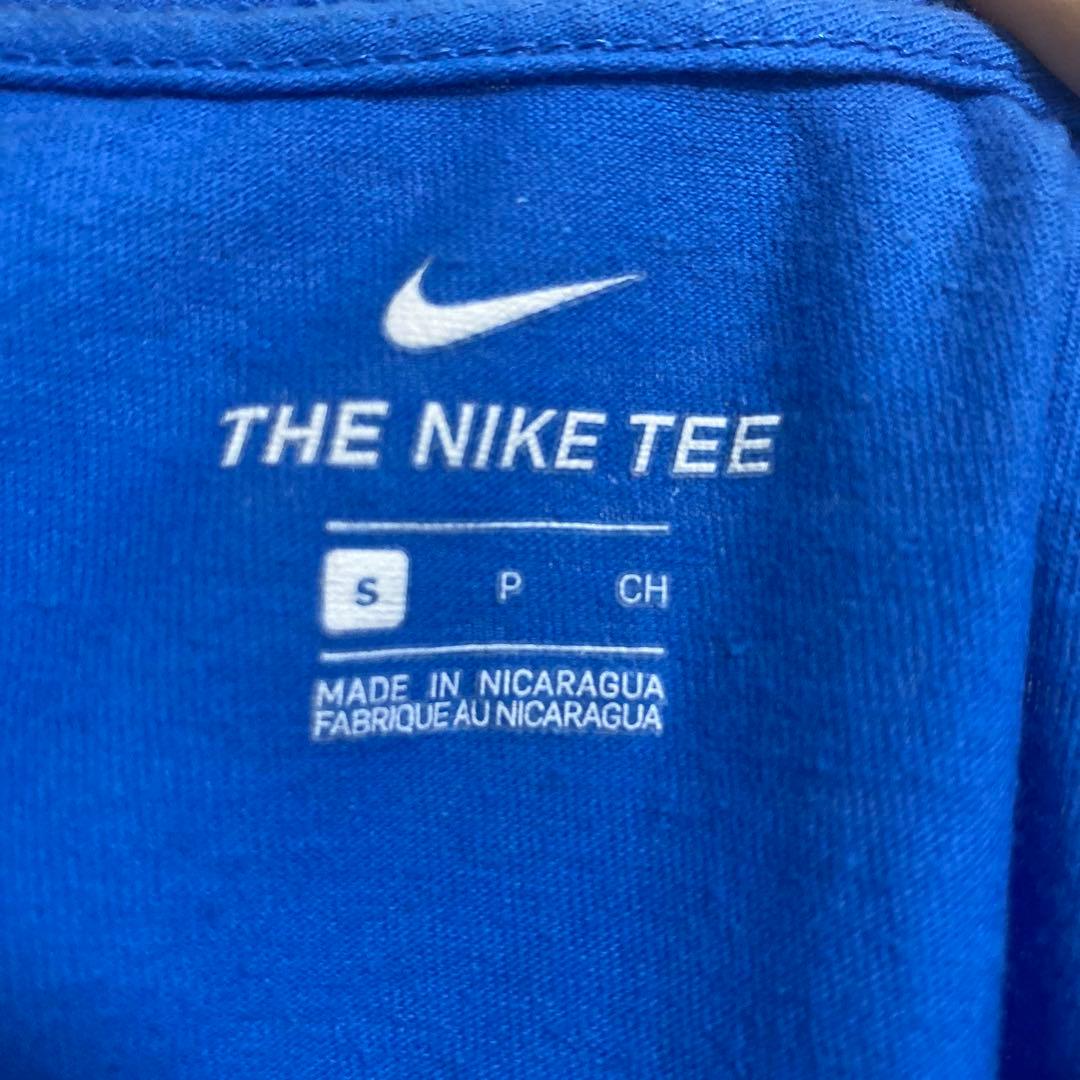 THE NIKE TEE
S P CH
MADE IN NICARAGUA
FABRIQUE AU NICARAGUA